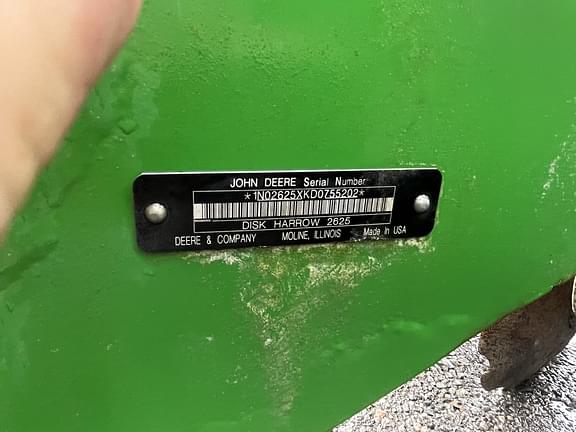 JOHN DEERE Serial Number
*1N02625XKD0755202*
DISK HARROW 2625
DEERE & COMPANY MOLINE, ILLINOIS Made In USA